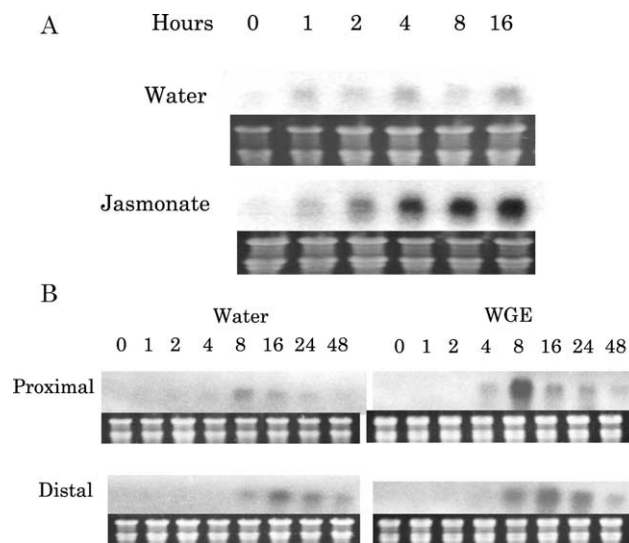 A Hours 0 1 2 4 8 16
Water
Jasmonate
B
Water WGE
0 1 2 4 8 16 24 48 0 1 2 4 8 16 24 48
Proximal
Distal